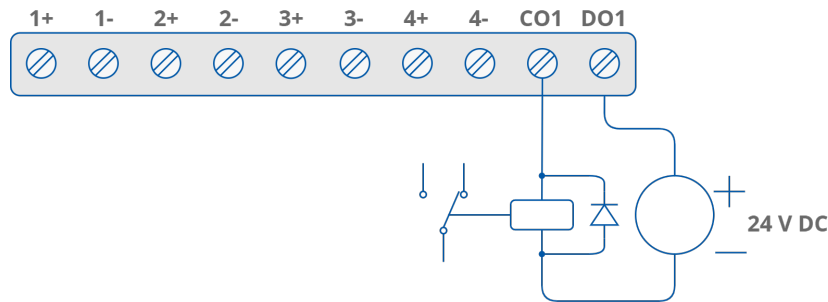 1+ 1- 2+ 2- 3+ 3- 4+ 4- CO1 DO1
24 V DC